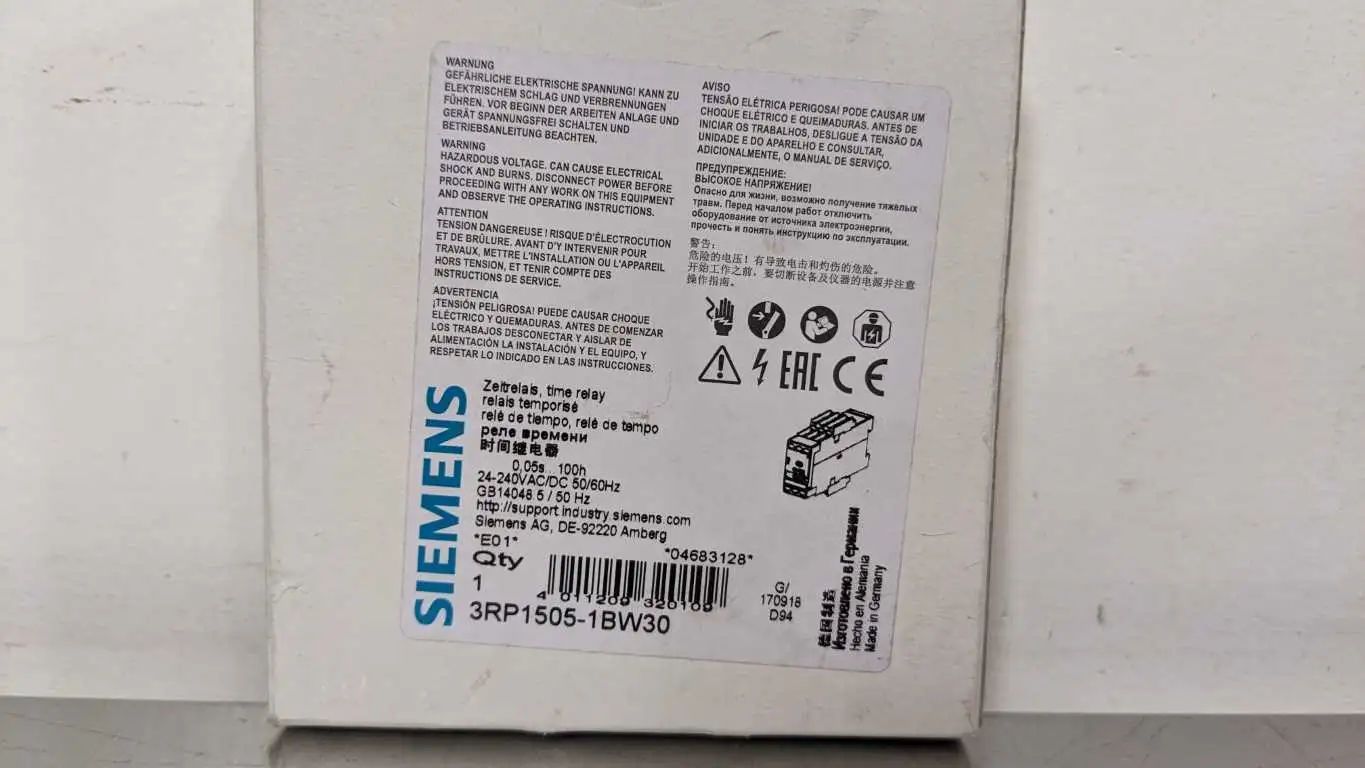 WARNUNG
GEFÄHRLICHE ELEKTRISCHE SPANNUNG! KANN ZU
ELEKTRISCHEM SCHLAG UND VERBRENNUNGEN
FÜHREN. VOR BEGINN DER ARBEITEN ANLAGE UND
GERÄT SPANNUNGSFREI SCHALTEN UND
BETRIEBSANLEITUNG BEACHTEN.
WARNING
HAZARDOUS VOLTAGE. CAN CAUSE ELECTRICAL
SHOCK AND BURNS. DISCONNECT POWER BEFORE
PROCEEDING WITH ANY WORK ON THIS EQUIPMENT
AND OBSERVE THE OPERATING INSTRUCTIONS.
ATTENTION
TENSION DANGEREUSE ! RISQUE D'ÉLECTROCUTION
ET DE BRÛLURE. AVANT D'Y INTERVENIR POUR
TRAVAUX, METTRE L'INSTALLATION OU L'APPAREIL
HORS TENSION, ET TENIR COMPTE DES
INSTRUCTIONS DE SERVICE.
ADVERTENCIA
¡TENSIÓN PELIGROSA! PUEDE CAUSAR CHOQUE
ELÉCTRICO Y QUEMADURAS. ANTES DE COMENZAR
LOS TRABAJOS DESCONECTAR Y AISLAR DE
ALIMENTACIÓN LA INSTALACIÓN Y EL EQUIPO, Y
RESPETAR LO INDICADO EN LAS INSTRUCCIONES.
AVISO
TENSÃO ELÉTRICA PERIGOSA! PODE CAUSAR UM
CHOQUE ELÉTRICO E QUEIMADURAS. ANTES DE
INICIAR OS TRABALHOS, DESLIGUE A TENSÃO DA
UNIDADE E DO APARELHO E CONSULTAR,
ADICIONALMENTE, O MANUAL DE SERVIÇO.
ПРЕДУПРЕЖДЕНИЕ:
ВЫСОКОЕ НАПРЯЖЕНИЕ!
Опасно для жизни, возможно получение тяжелых
травм. Перед началом работ отключить
оборудование от источника электроэнергии,
прочесть и понять инструкцию по эксплуатации.
警告：
危险的电压！有导致电击和灼伤的危险。
开始工作之前，要切断设备及仪器的电源并注意
操作指南。
EAC CE
SIEMENS
Zeitrelais, time relay
relais temporisé
relé de tiempo, relé de tempo
реле времени
时间继电器
0,05s...100h
24-240VAC/DC 50/60Hz
GB14048.5 / 50 Hz
http://support.industry.siemens.com
Siemens AG, DE-92220 Amberg
*E01*
*04683128*
Qty
1
4 011209 320109
3RP1505-1BW30
G/
170918
D94
德国制造
Изготовлено в Германии
Hecho en Alemania
Made in Germany